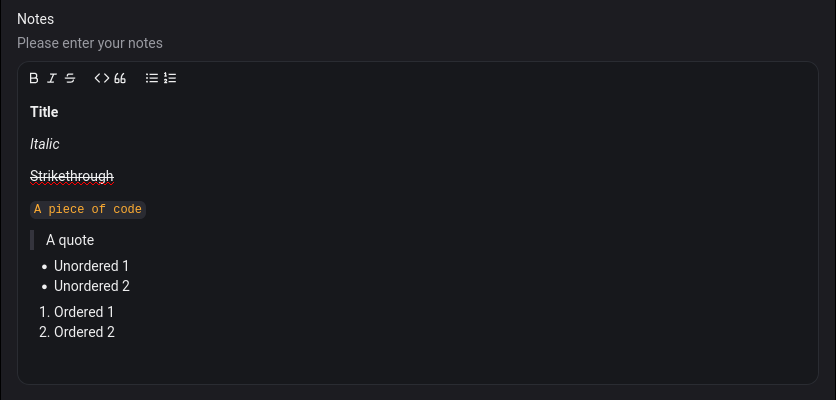 Notes
Please enter your notes
B I S <> 66
Title
Italic
Strikethrough
A piece of code
A quote
• Unordered 1
• Unordered 2
1. Ordered 1
2. Ordered 2